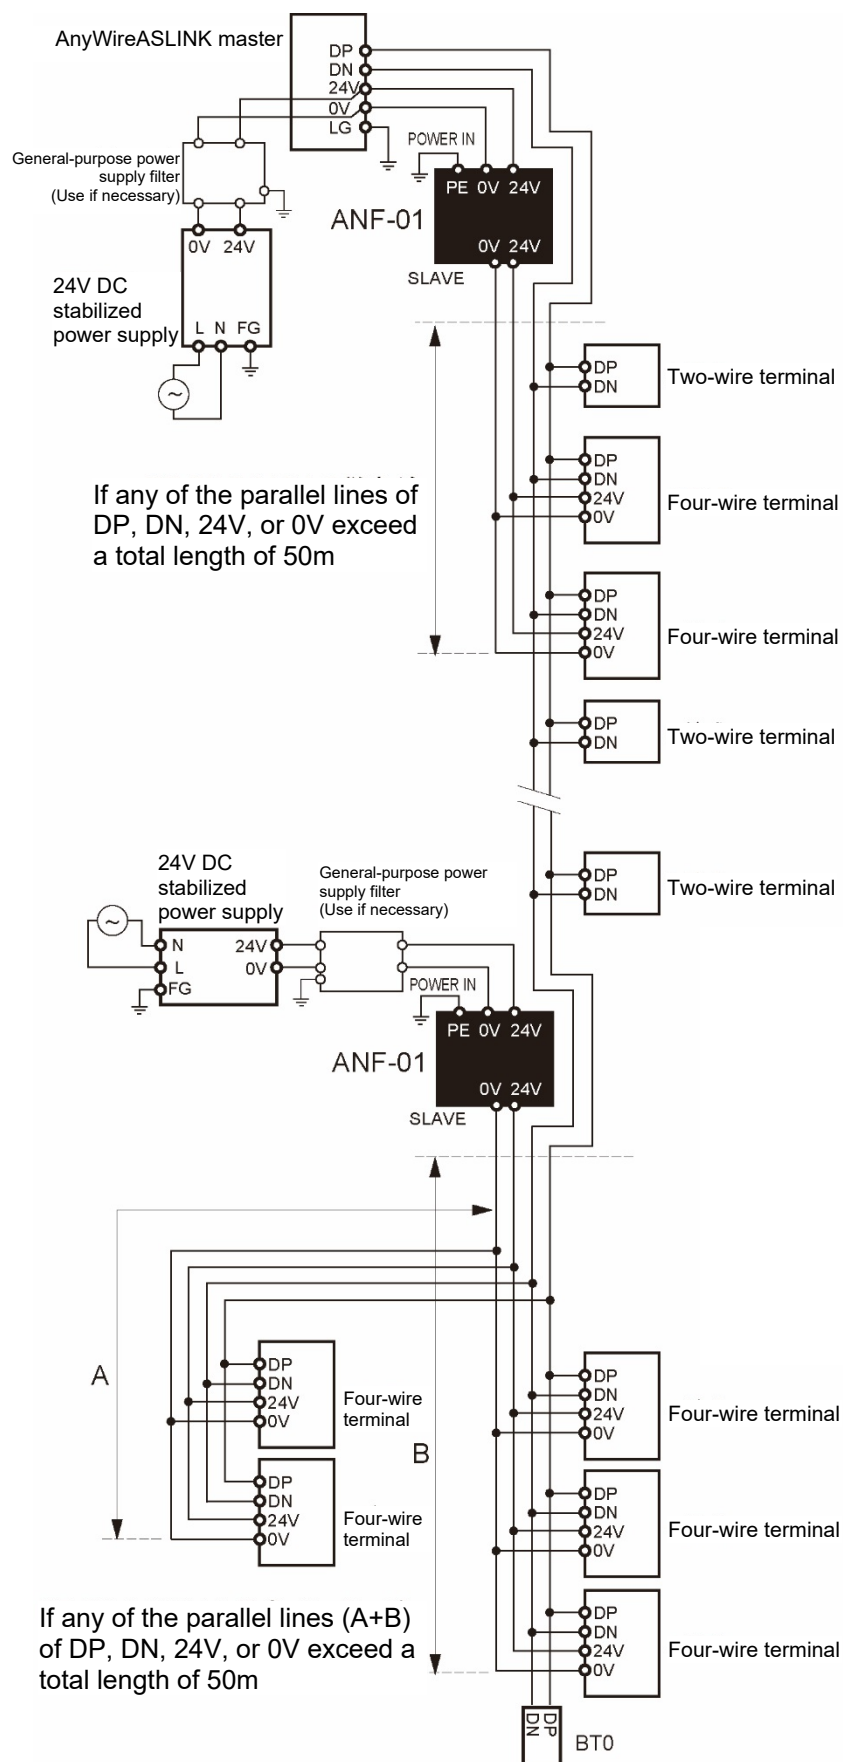 AnyWireASLINK master
DP
DN
24V
0V
LG
General-purpose power
supply filter
(Use if necessary)
POWER IN
PE 0V 24V
ANF-01
0V 24V
SLAVE
0V 24V
24V DC
stabilized
power supply
L N FG
~
DP
DN
Two-wire terminal
DP
DN
24V
0V
Four-wire terminal
If any of the parallel lines of
DP, DN, 24V, or 0V exceed
a total length of 50m
DP
DN
24V
0V
Four-wire terminal
DP
DN
Two-wire terminal
DP
DN
Two-wire terminal
24V DC
stabilized
power supply
~
N
L
FG
24V
0V
General-purpose power
supply filter
(Use if necessary)
POWER IN
PE 0V 24V
ANF-01
0V 24V
SLAVE
A
DP
DN
24V
0V
Four-wire
terminal
DP
DN
24V
0V
Four-wire
terminal
B
DP
DN
24V
0V
Four-wire terminal
DP
DN
24V
0V
Four-wire terminal
DP
DN
24V
0V
Four-wire terminal
If any of the parallel lines (A+B)
of DP, DN, 24V, or 0V exceed a
total length of 50m
DP
DN
BT0